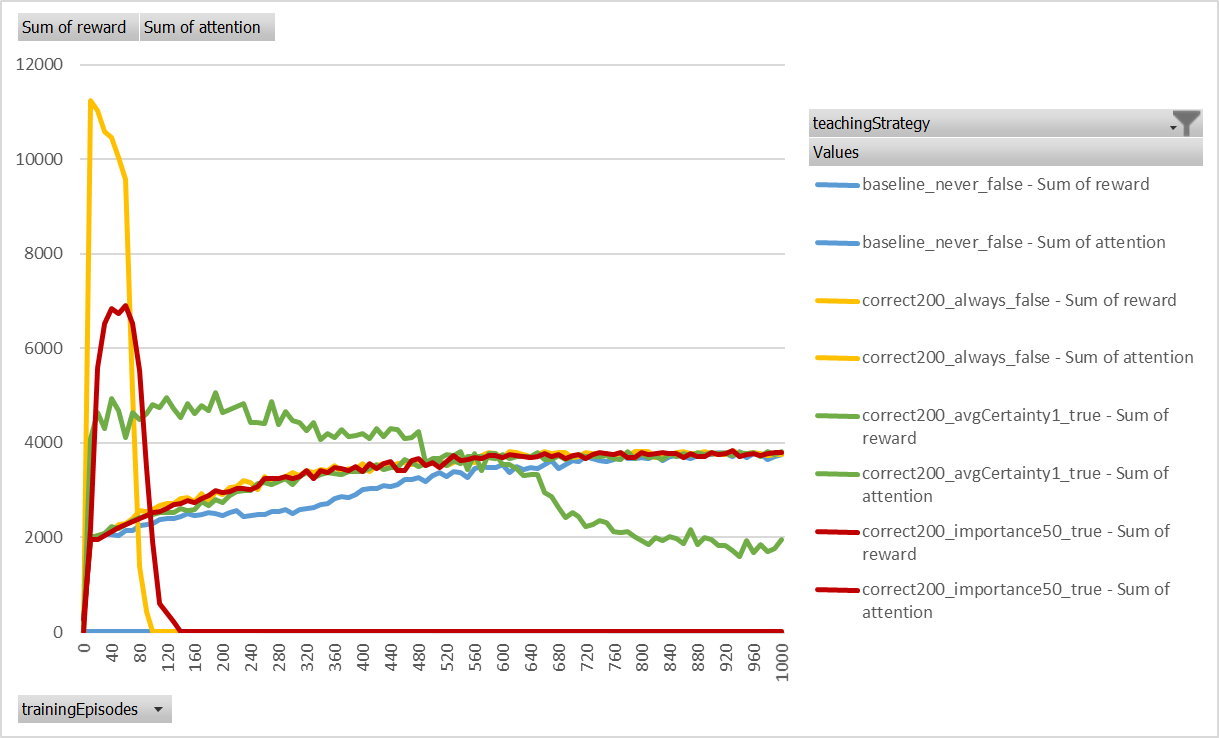 Sum of reward Sum of attention
12000
10000
8000
6000
4000
2000
0
0 40 80 120 160 200 240 280 320 360 400 440 480 520 560 600 640 680 720 760 800 840 880 920 960 1000
trainingEpisodes
teachingStrategy
Values
baseline_never_false - Sum of reward
baseline_never_false - Sum of attention
correct200_always_false - Sum of reward
correct200_always_false - Sum of attention
correct200_avgCertainty1_true - Sum of
reward
correct200_avgCertainty1_true - Sum of
attention
correct200_importance50_true - Sum of
reward
correct200_importance50_true - Sum of
attention